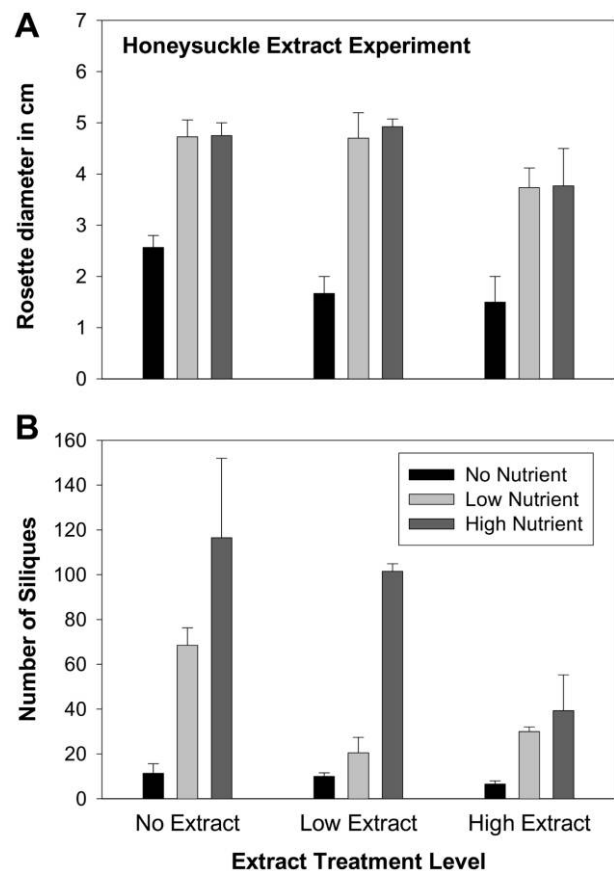 A
Honeysuckle Extract Experiment
Rosette diameter in cm
7
6
5
4
3
2
1
0
B
Number of Siliques
160
140
120
100
80
60
40
20
0
No Nutrient
Low Nutrient
High Nutrient
No Extract Low Extract High Extract
Extract Treatment Level